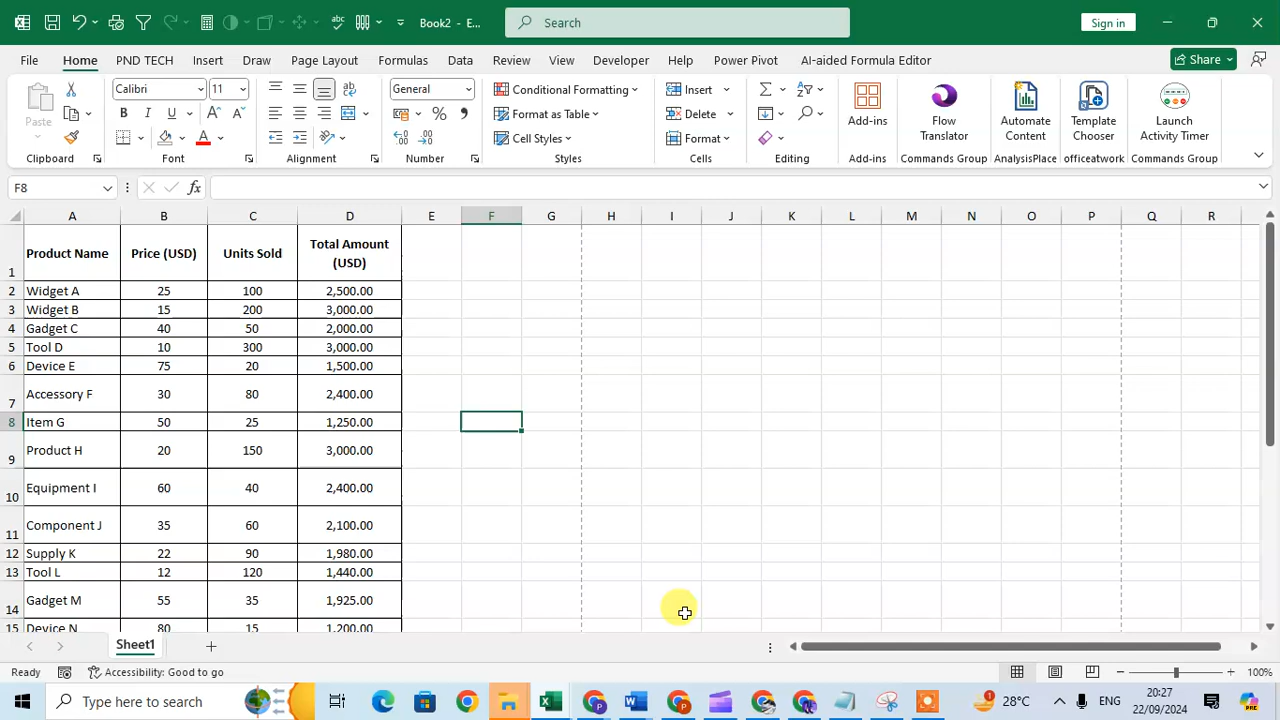 Book2 - E...
Search
Sign in
File Home PND TECH Insert Draw Page Layout Formulas Data Review View Developer Help Power Pivot AI-aided Formula Editor Share
Paste
Clipboard
Calibri 11
B I U A
Font
ab
Alignment
General
% 9
Number
Conditional Formatting
Format as Table
Cell Styles
Styles
Insert
Delete
Format
Cells
Editing
Add-ins
Add-ins
Flow
Translator
Commands Group
Automate
Content
AnalysisPlace
Template
Chooser
officeatwork
Launch
Activity Timer
Commands Group
F8 fx
A B C D E F G H I J K L M N O P Q R
1 Product Name Price (USD) Units Sold Total Amount
(USD)
2 Widget A 25 100 2,500.00
3 Widget B 15 200 3,000.00
4 Gadget C 40 50 2,000.00
5 Tool D 10 300 3,000.00
6 Device E 75 20 1,500.00
7 Accessory F 30 80 2,400.00
8 Item G 50 25 1,250.00
9 Product H 20 150 3,000.00
10 Equipment I 60 40 2,400.00
11 Component J 35 60 2,100.00
12 Supply K 22 90 1,980.00
13 Tool L 12 120 1,440.00
14 Gadget M 55 35 1,925.00
15 Device N 80 15 1,200.00
Sheet1
Ready Accessibility: Good to go 100%
Type here to search
28°C ENG 20:27
22/09/2024